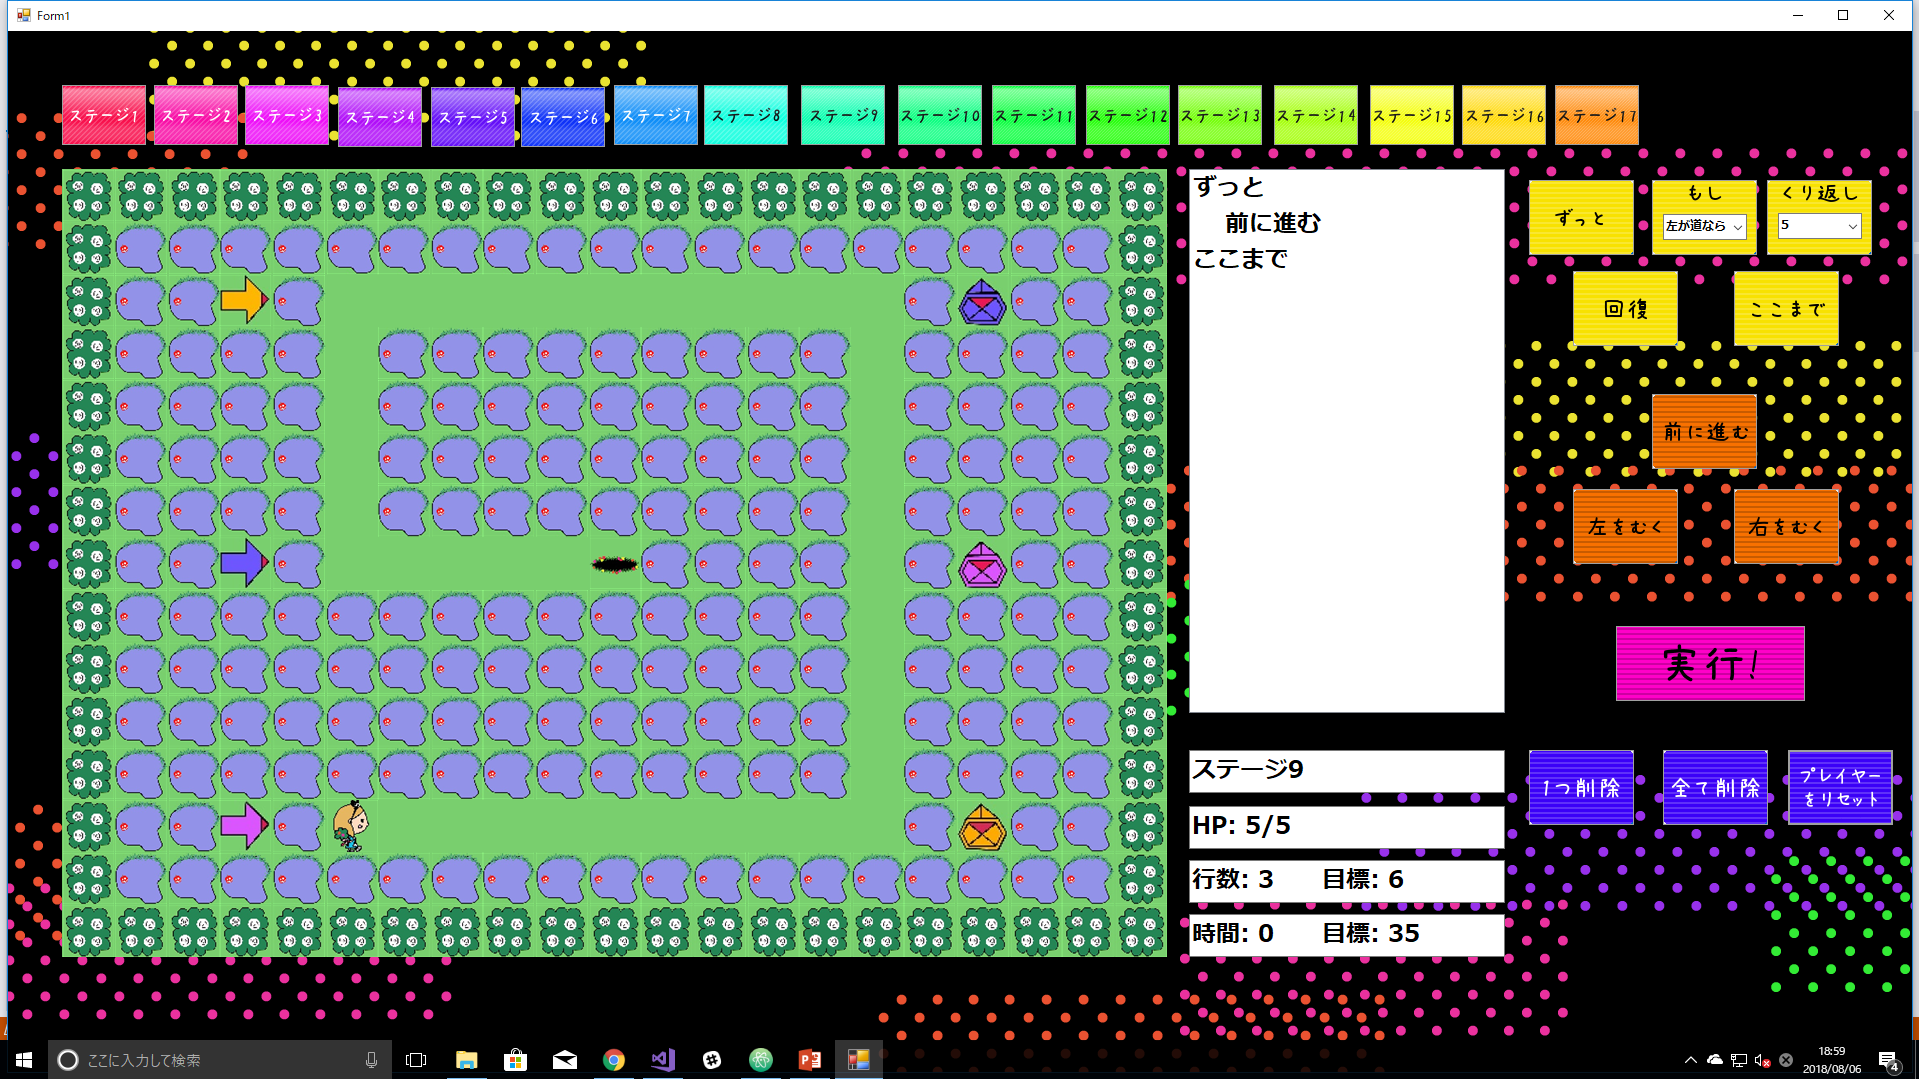 Form1
ステージ1 ステージ2 ステージ3 ステージ4 ステージ5 ステージ6 ステージ7 ステージ8 ステージ9 ステージ10 ステージ11 ステージ12 ステージ13 ステージ14 ステージ15 ステージ16 ステージ17
ずっと
前に進む
ここまで
ずっと
もし
左が道なら
くり返し
5
回復
ここまで
前に進む
左をむく
右をむく
実行!
ステージ9
HP: 5/5
行数: 3 目標: 6
時間: 0 目標: 35
1つ削除
全て削除
プレイヤー
をリセット
ここに入力して検索
18:59
2018/08/06
4